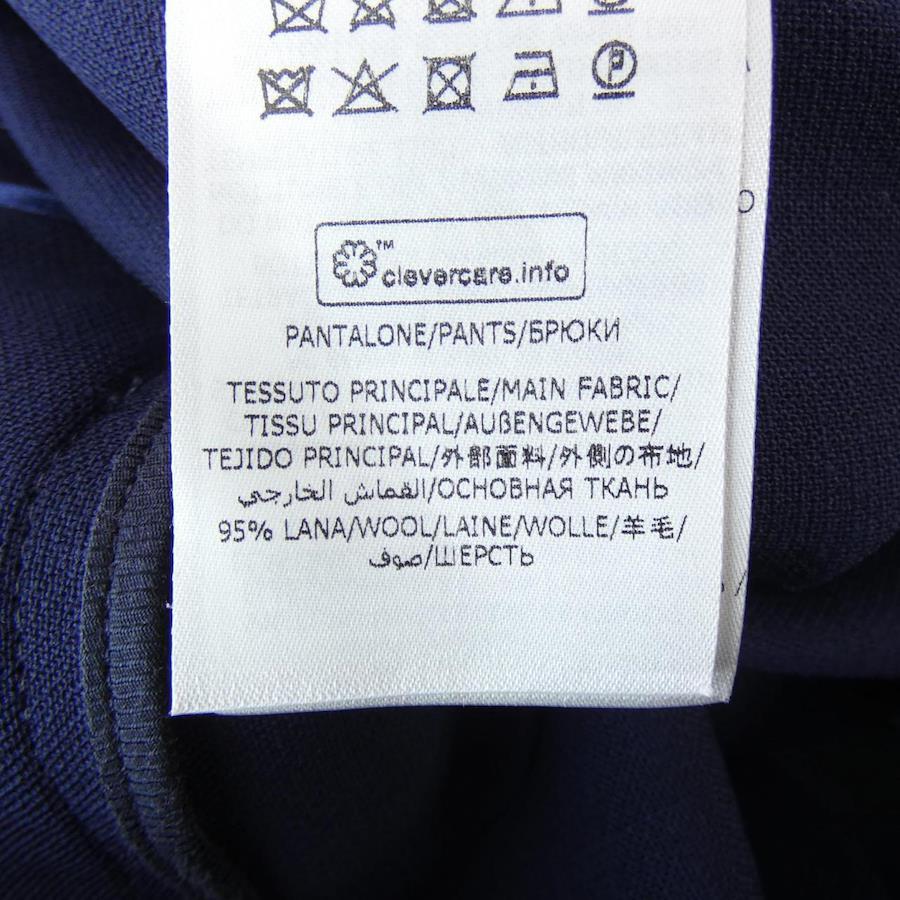 ™ clevercare.info
PANTALONE/PANTS/БРЮКИ
TESSUTO PRINCIPALE/MAIN FABRIC/
TISSU PRINCIPAL/AUßENGEWEBE/
TEJIDO PRINCIPAL/外部面料/外側の布地/
القماش الخارجي/ОСНОВНАЯ ТКАНЬ
95% LANA/WOOL/LAINE/WOLLE/羊毛/
صوف/ШЕРСТЬ